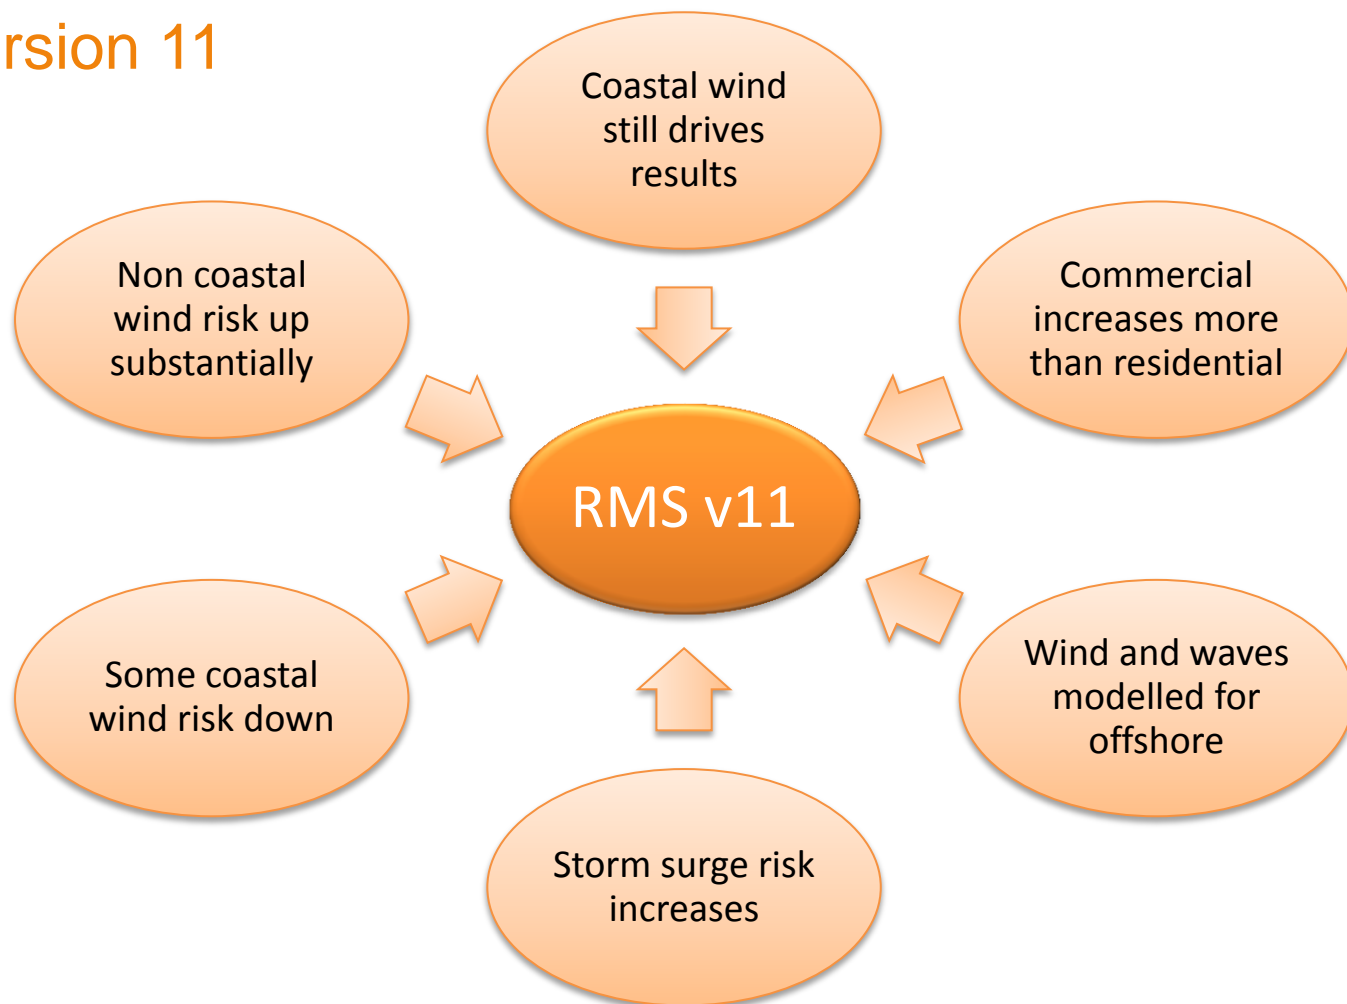 rsion 11
Coastal wind
still drives
results
Non coastal
wind risk up
substantially
Commercial
increases more
than residential
RMS v11
Some coastal
wind risk down
Wind and waves
modelled for
offshore
Storm surge risk
increases